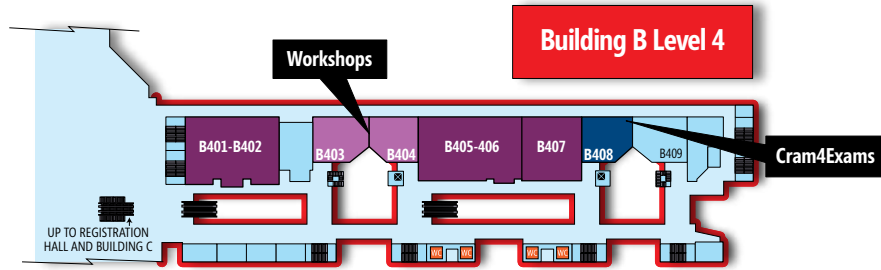 Building B Level 4
Workshops
B401-B402
B403
B404
B405-406
B407
B408
B409
Cram4Exams
UP TO REGISTRATION
HALL AND BUILDING C
WC
WC
WC
WC